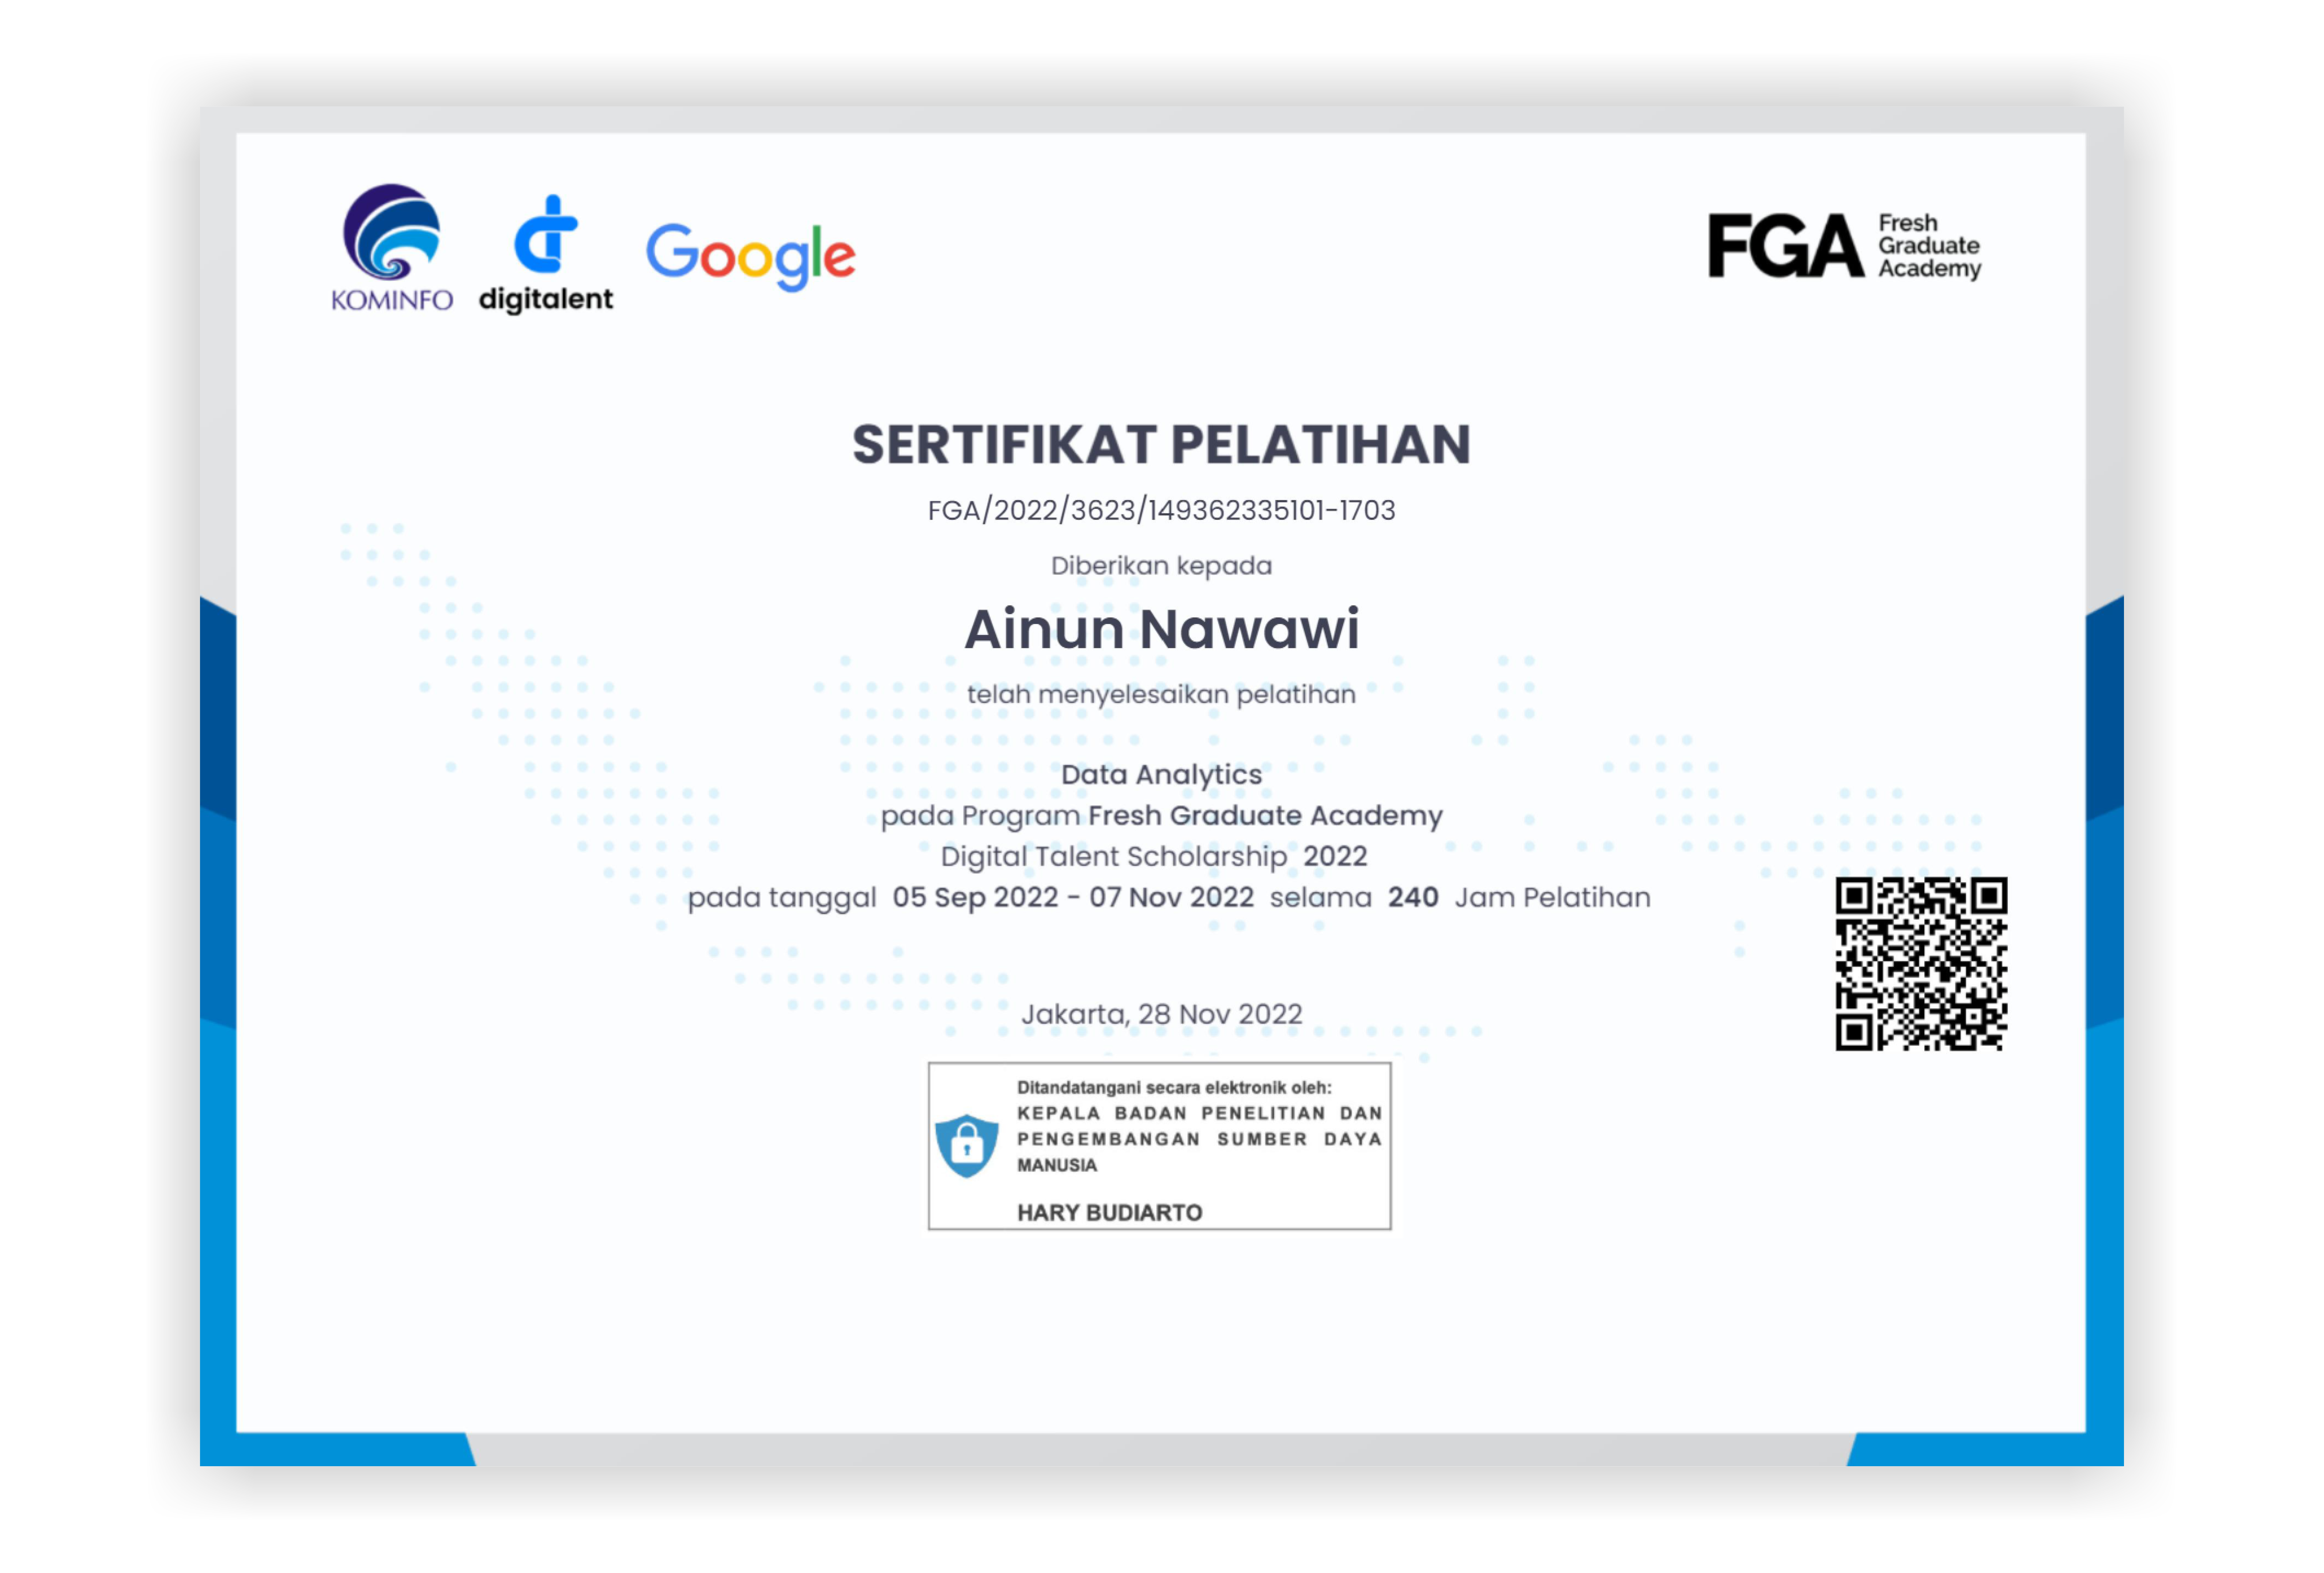 KOMINFO
digitalent
Google
FGA
Fresh
Graduate
Academy
SERTIFIKAT PELATIHAN
FGA/2022/3623/149362335101-1703
Diberikan kepada
Ainun Nawawi
telah menyelesaikan pelatihan
Data Analytics
pada Program Fresh Graduate Academy
Digital Talent Scholarship 2022
pada tanggal 05 Sep 2022 - 07 Nov 2022 selama 240 Jam Pelatihan
Jakarta, 28 Nov 2022
Ditandatangani secara elektronik oleh:
KEPALA BADAN PENELITIAN DAN
PENGEMBANGAN SUMBER DAYA
MANUSIA
HARY BUDIARTO